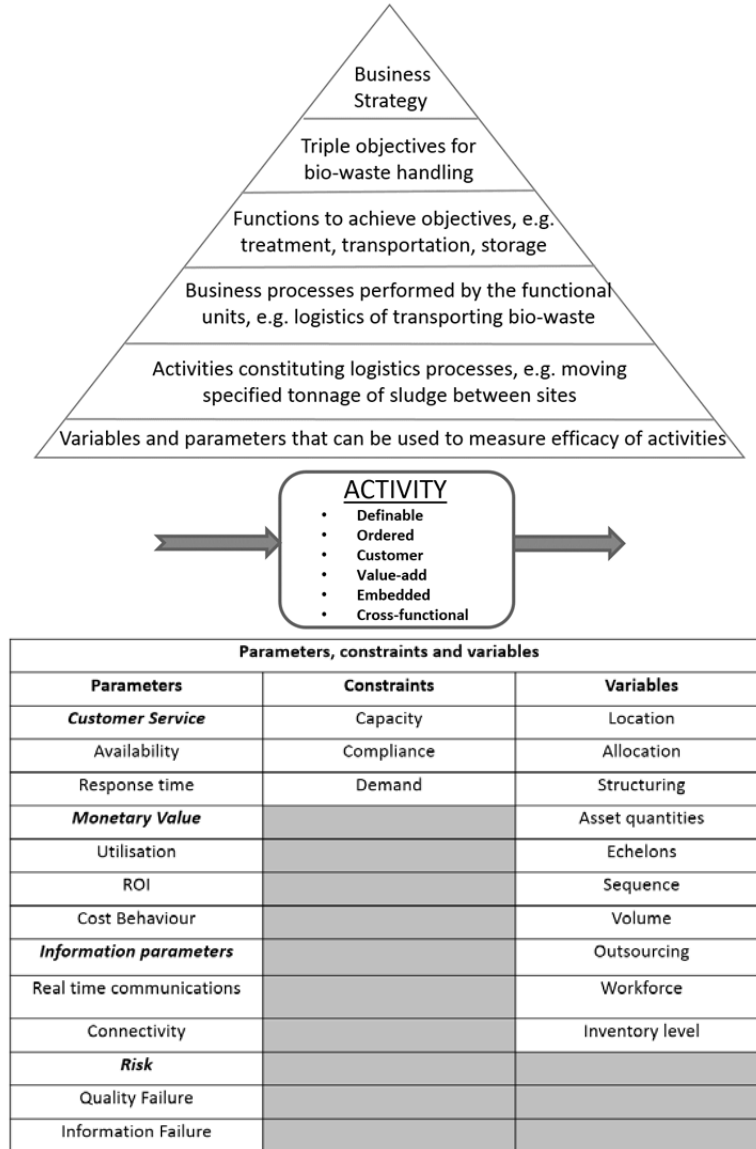 Business
Strategy
Triple objectives for
bio-waste handling
Functions to achieve objectives, e.g.
treatment, transportation, storage
Business processes performed by the functional
units, e.g. logistics of transporting bio-waste
Activities constituting logistics processes, e.g. moving
specified tonnage of sludge between sites
Variables and parameters that can be used to measure efficacy of activities
ACTIVITY
• Definable
• Ordered
• Customer
• Value-add
• Embedded
• Cross-functional
Parameters, constraints and variables
Parameters Constraints Variables
Customer Service Capacity Location
Availability Compliance Allocation
Response time Demand Structuring
Monetary Value Asset quantities
Utilisation Echelons
ROI Sequence
Cost Behaviour Volume
Information parameters Outsourcing
Real time communications Workforce
Connectivity Inventory level
Risk
Quality Failure
Information Failure